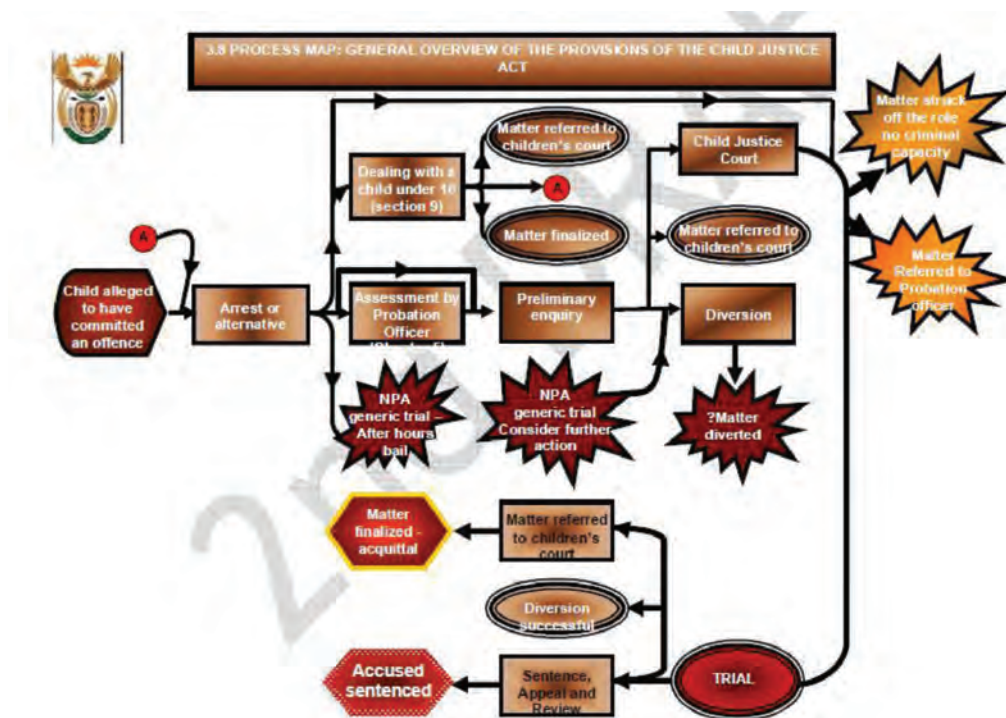 3.8 PROCESS MAP: GENERAL OVERVIEW OF THE PROVISIONS OF THE CHILD JUSTICE
ACT
Matter referred to
children's court
Child Justice
Court
Matter struck
off the role
no criminal
capacity
Dealing with a
child under 10
(section 9)
A
Matter finalized
Matter referred to
children's court
A
Matter
Referred to
Probation
officer
Child alleged
to have
committed
an offence
Arrest or
alternative
Assessment by
Probation
Officer
Preliminary
enquiry
Diversion
NPA
generic trial –
After hours
bail
NPA
generic trial
Consider further
action
?Matter
diverted
Matter
finalized -
acquittal
Matter referred
to children's
court
Diversion
successful
Accused
sentenced
Sentence,
Appeal and
Review
TRIAL